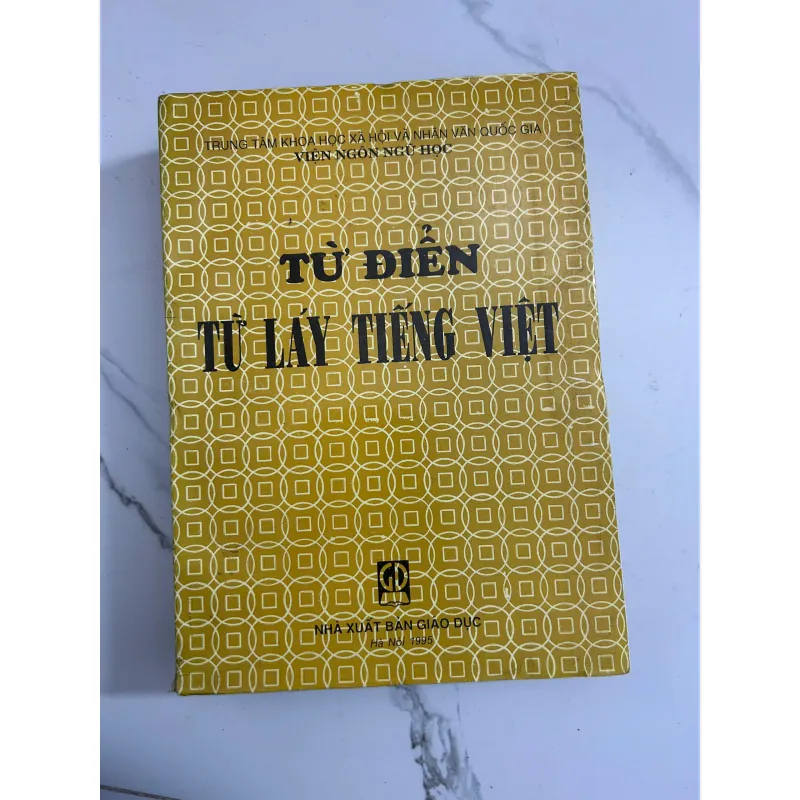 TRUNG TÂM KHOA HỌC XÃ HỘI VÀ NHÂN VĂN QUỐC GIA
VIỆN NGÔN NGỮ HỌC
TỪ ĐIỂN
TỪ LÁY TIẾNG VIỆT
GD
NHÀ XUẤT BẢN GIÁO DỤC
Hà Nội 1995